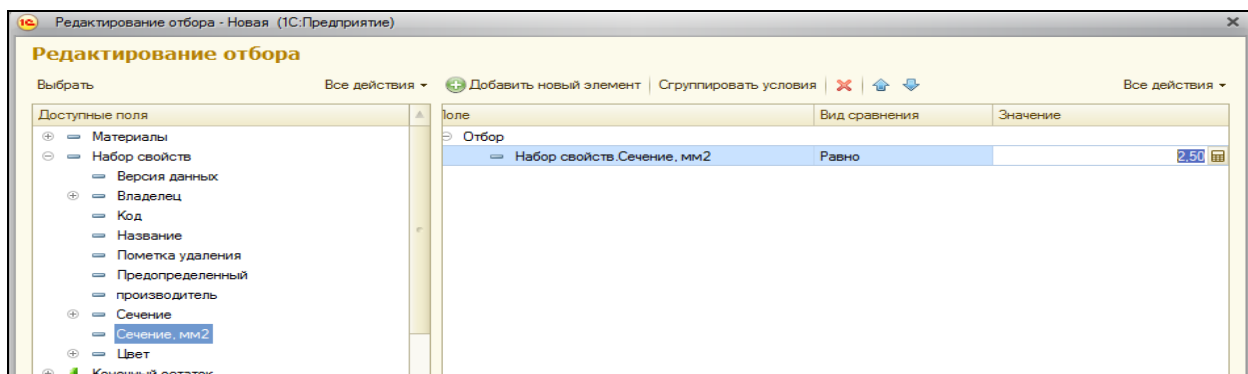 Редактирование отбора - Новая (1С:Предприятие)
Редактирование отбора
Выбрать Все действия Добавить новый элемент Сгруппировать условия Все действия
Доступные поля Поле Вид сравнения Значение
Материалы Отбор
Набор свойств Набор свойств.Сечение, мм2 Равно 2,50
Версия данных
Владелец
Код
Название
Пометка удаления
Предопределенный
производитель
Сечение
Сечение, мм2
Цвет
Конечный остаток